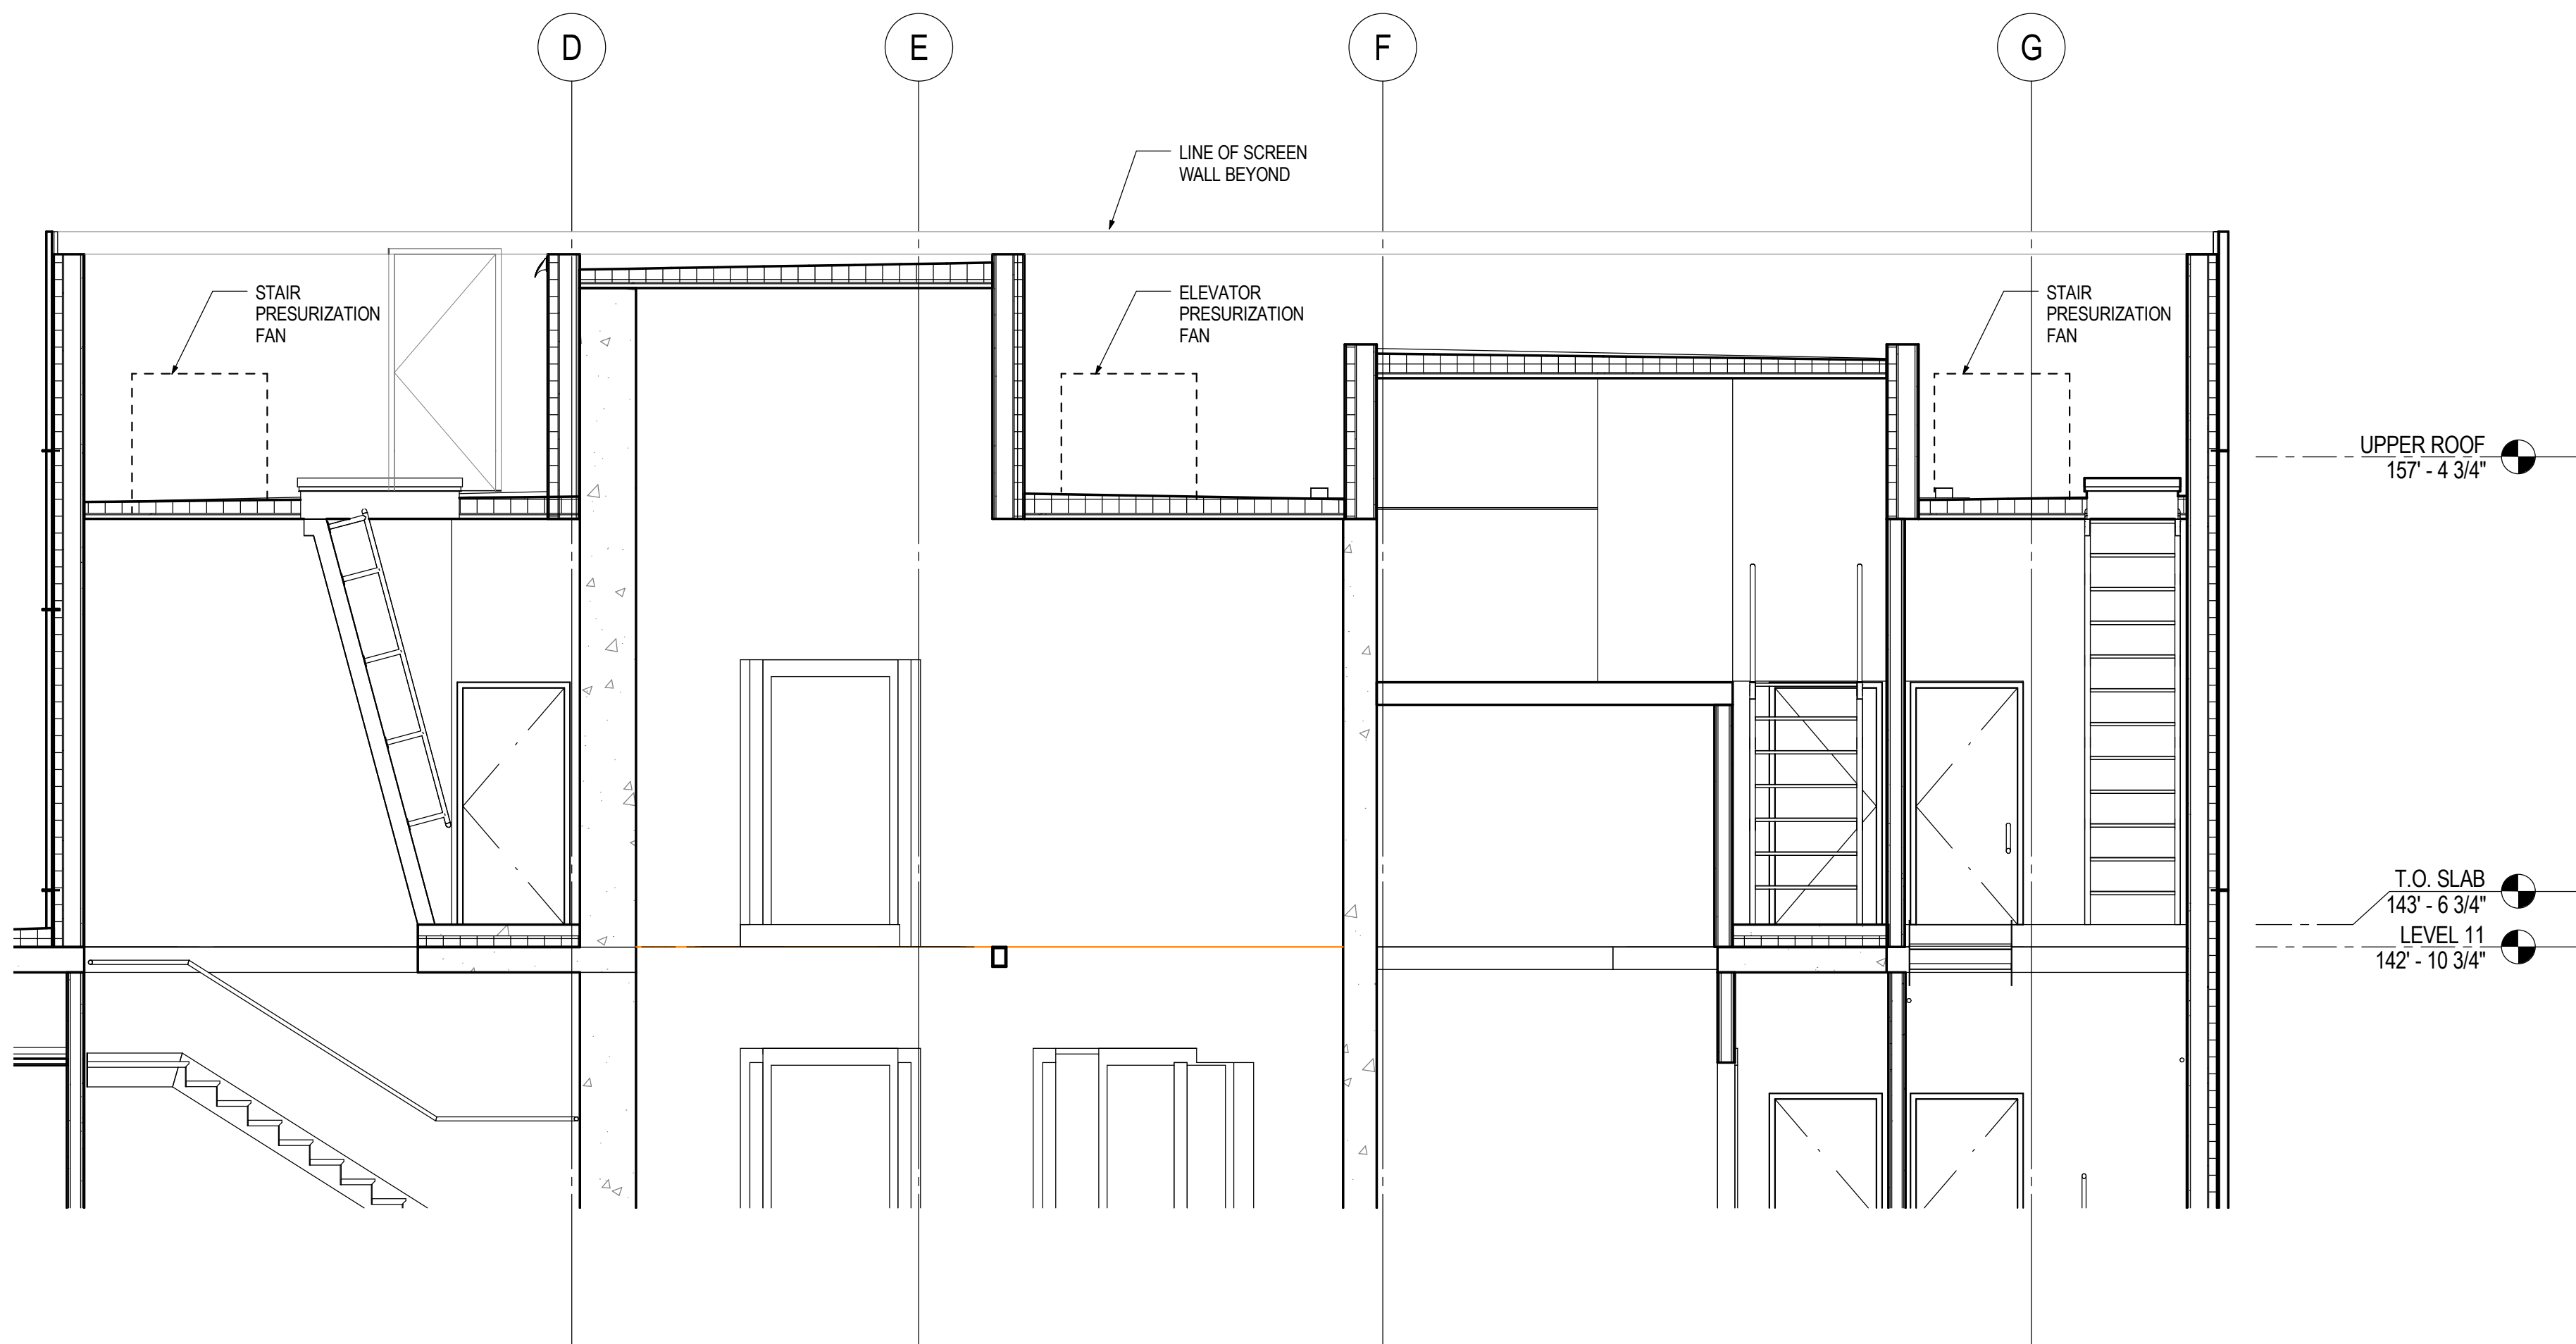 D
E
F
G
LINE OF SCREEN
WALL BEYOND
STAIR
PRESURIZATION
FAN
ELEVATOR
PRESURIZATION
FAN
STAIR
PRESURIZATION
FAN
UPPER ROOF
157' - 4 3/4"
T.O. SLAB
143' - 6 3/4"
LEVEL 11
142' - 10 3/4"